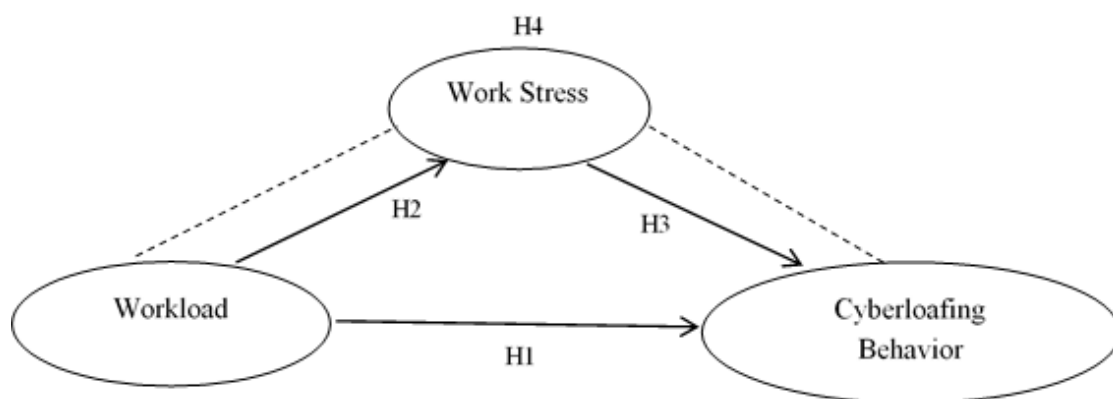 H4
Work Stress
H2
H3
Workload
Cyberloafing
Behavior
H1